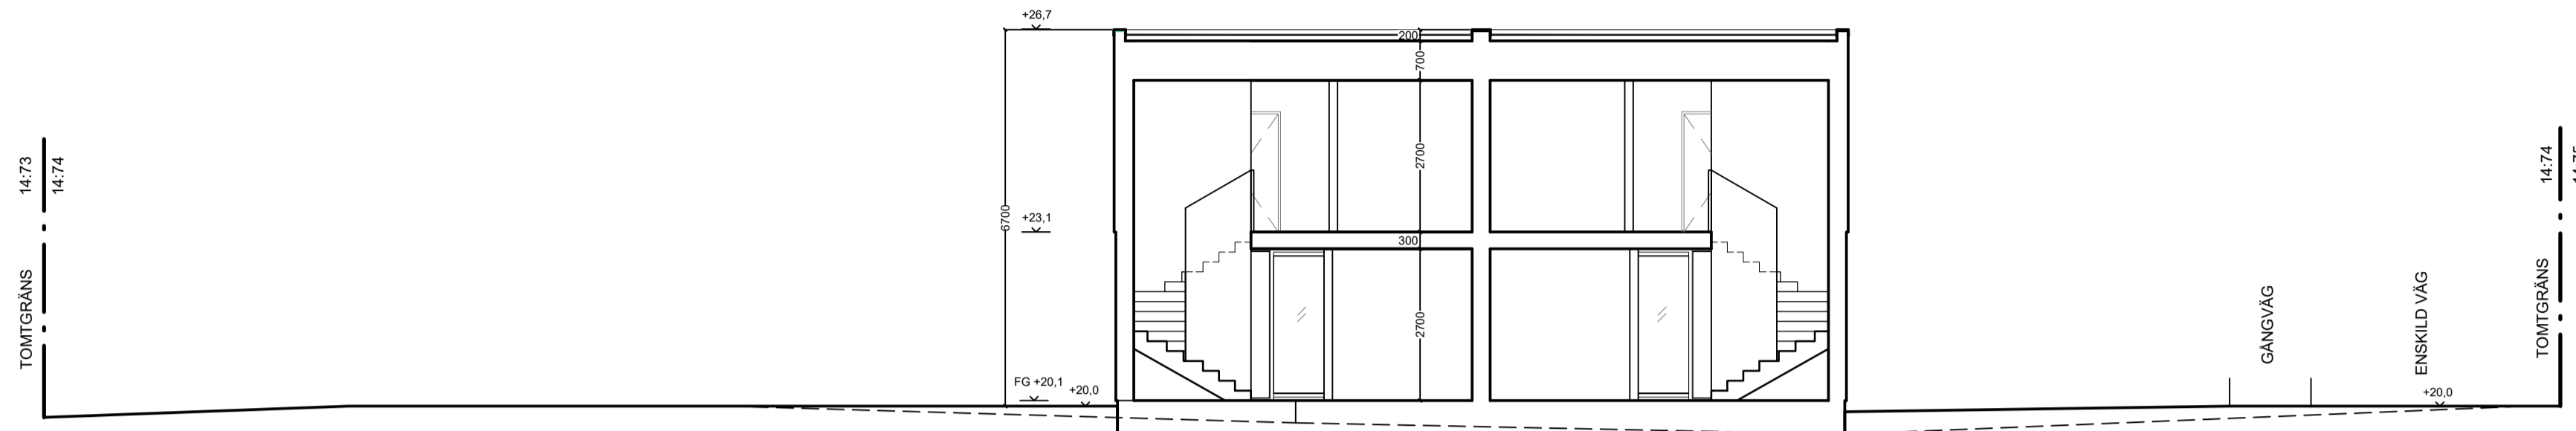 +26,7
200
700
14:73
14:74
2700
14:74
6700
+23,1
300
TOMTGRÄNS
2700
GÅNGVÄG
ENSKILD VÄG
TOMTGRÄNS
FG +20,1
+20,0
+20,0